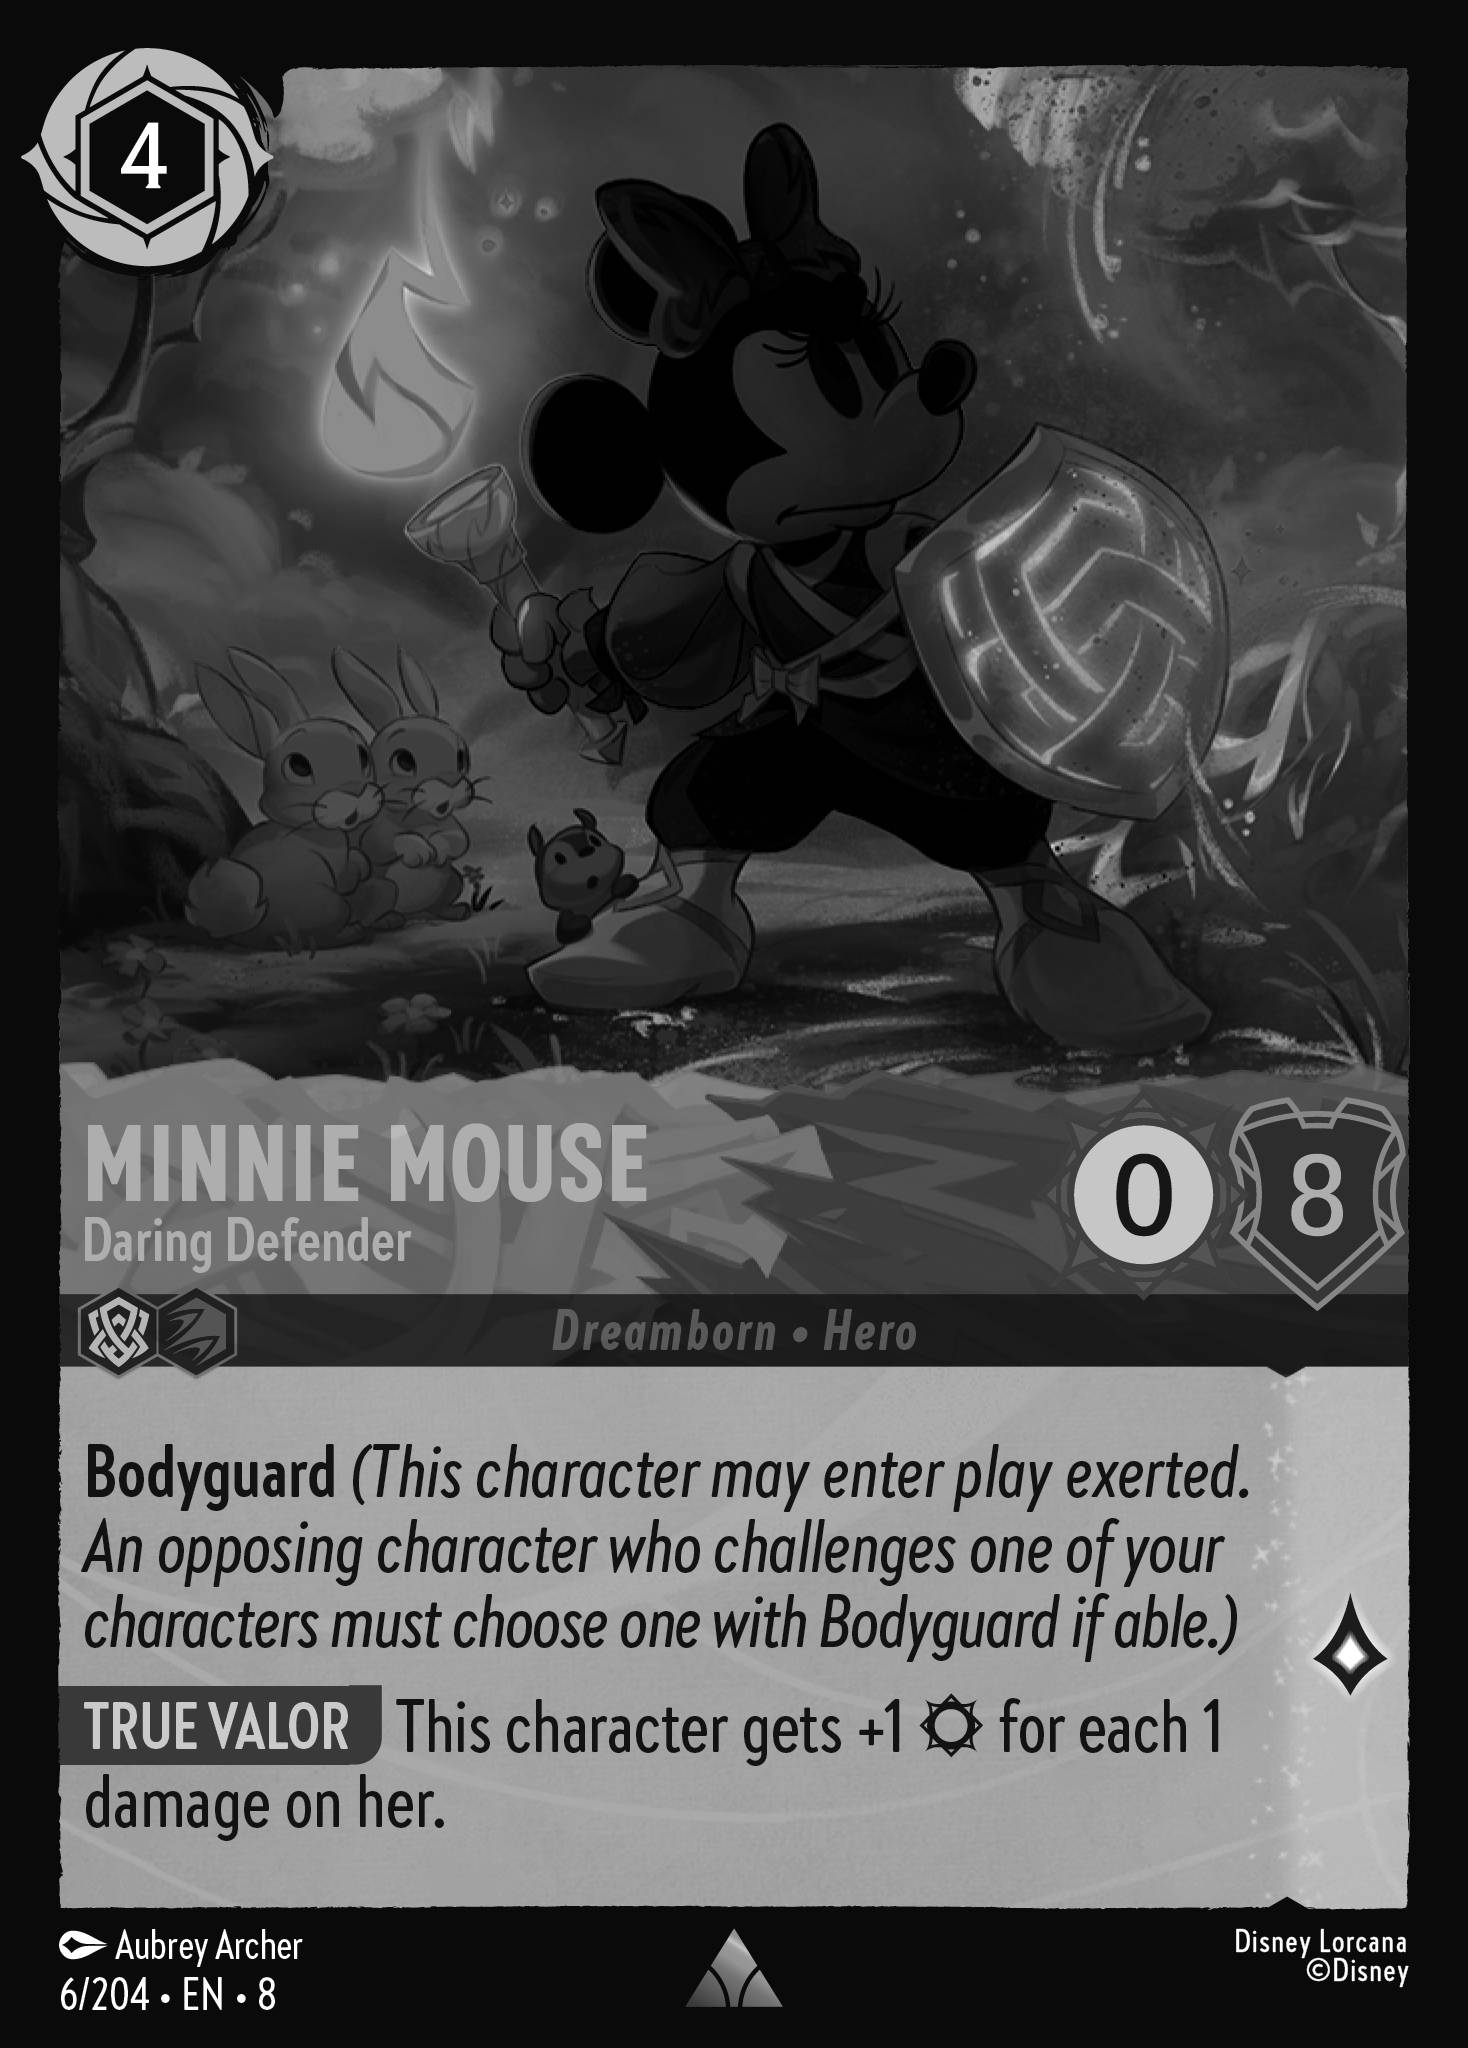 4
MINNIE MOUSE
Daring Defender
0
8
Dreamborn • Hero
Bodyguard (This character may enter play exerted.
An opposing character who challenges one of your
characters must choose one with Bodyguard if able.)
TRUE VALOR This character gets +1 for each 1
damage on her.
Aubrey Archer
6/204 • EN • 8
Disney Lorcana
©Disney